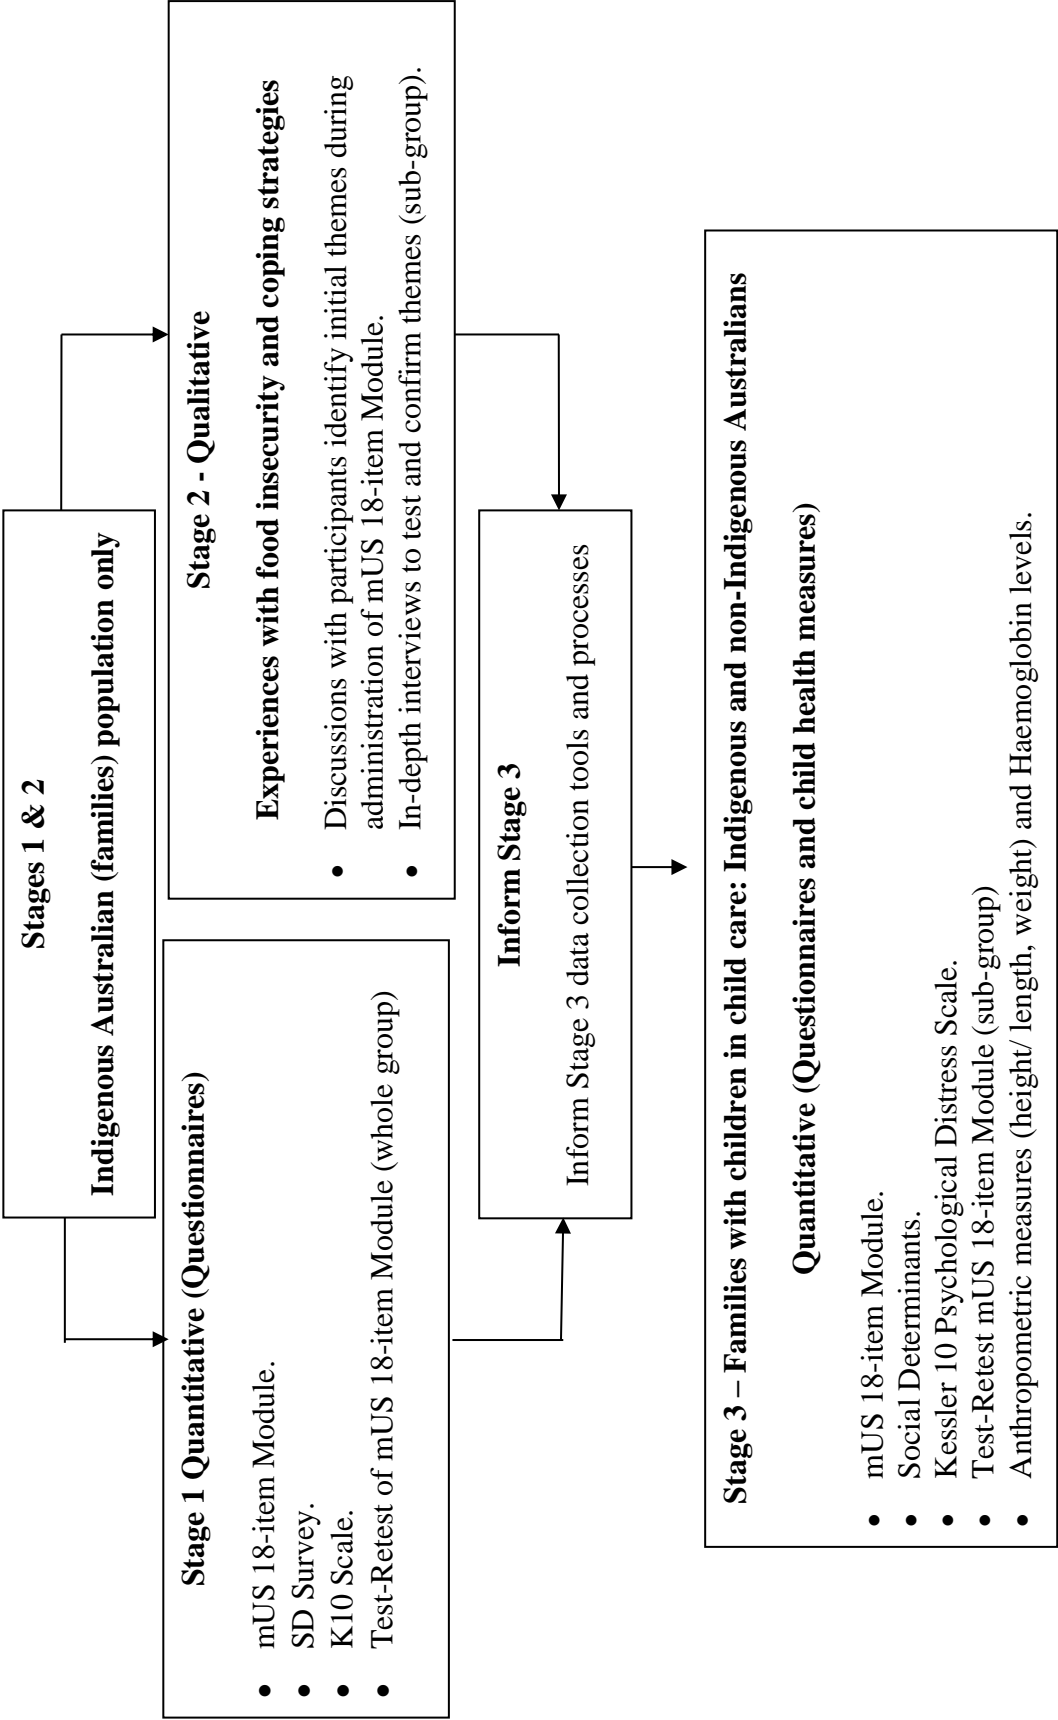 Stages 1 & 2
Indigenous Australian (families) population only
Stage 1 Quantitative (Questionnaires)
• mUS 18-item Module.
• SD Survey.
• K10 Scale.
• Test-Retest of mUS 18-item Module (whole group)
Stage 2 - Qualitative
Experiences with food insecurity and coping strategies
• Discussions with participants identify initial themes during
administration of mUS 18-item Module.
• In-depth interviews to test and confirm themes (sub-group).
Inform Stage 3
Inform Stage 3 data collection tools and processes
Stage 3 – Families with children in child care: Indigenous and non-Indigenous Australians
Quantitative (Questionnaires and child health measures)
• mUS 18-item Module.
• Social Determinants.
• Kessler 10 Psychological Distress Scale.
• Test-Retest mUS 18-item Module (sub-group)
• Anthropometric measures (height/ length, weight) and Haemoglobin levels.